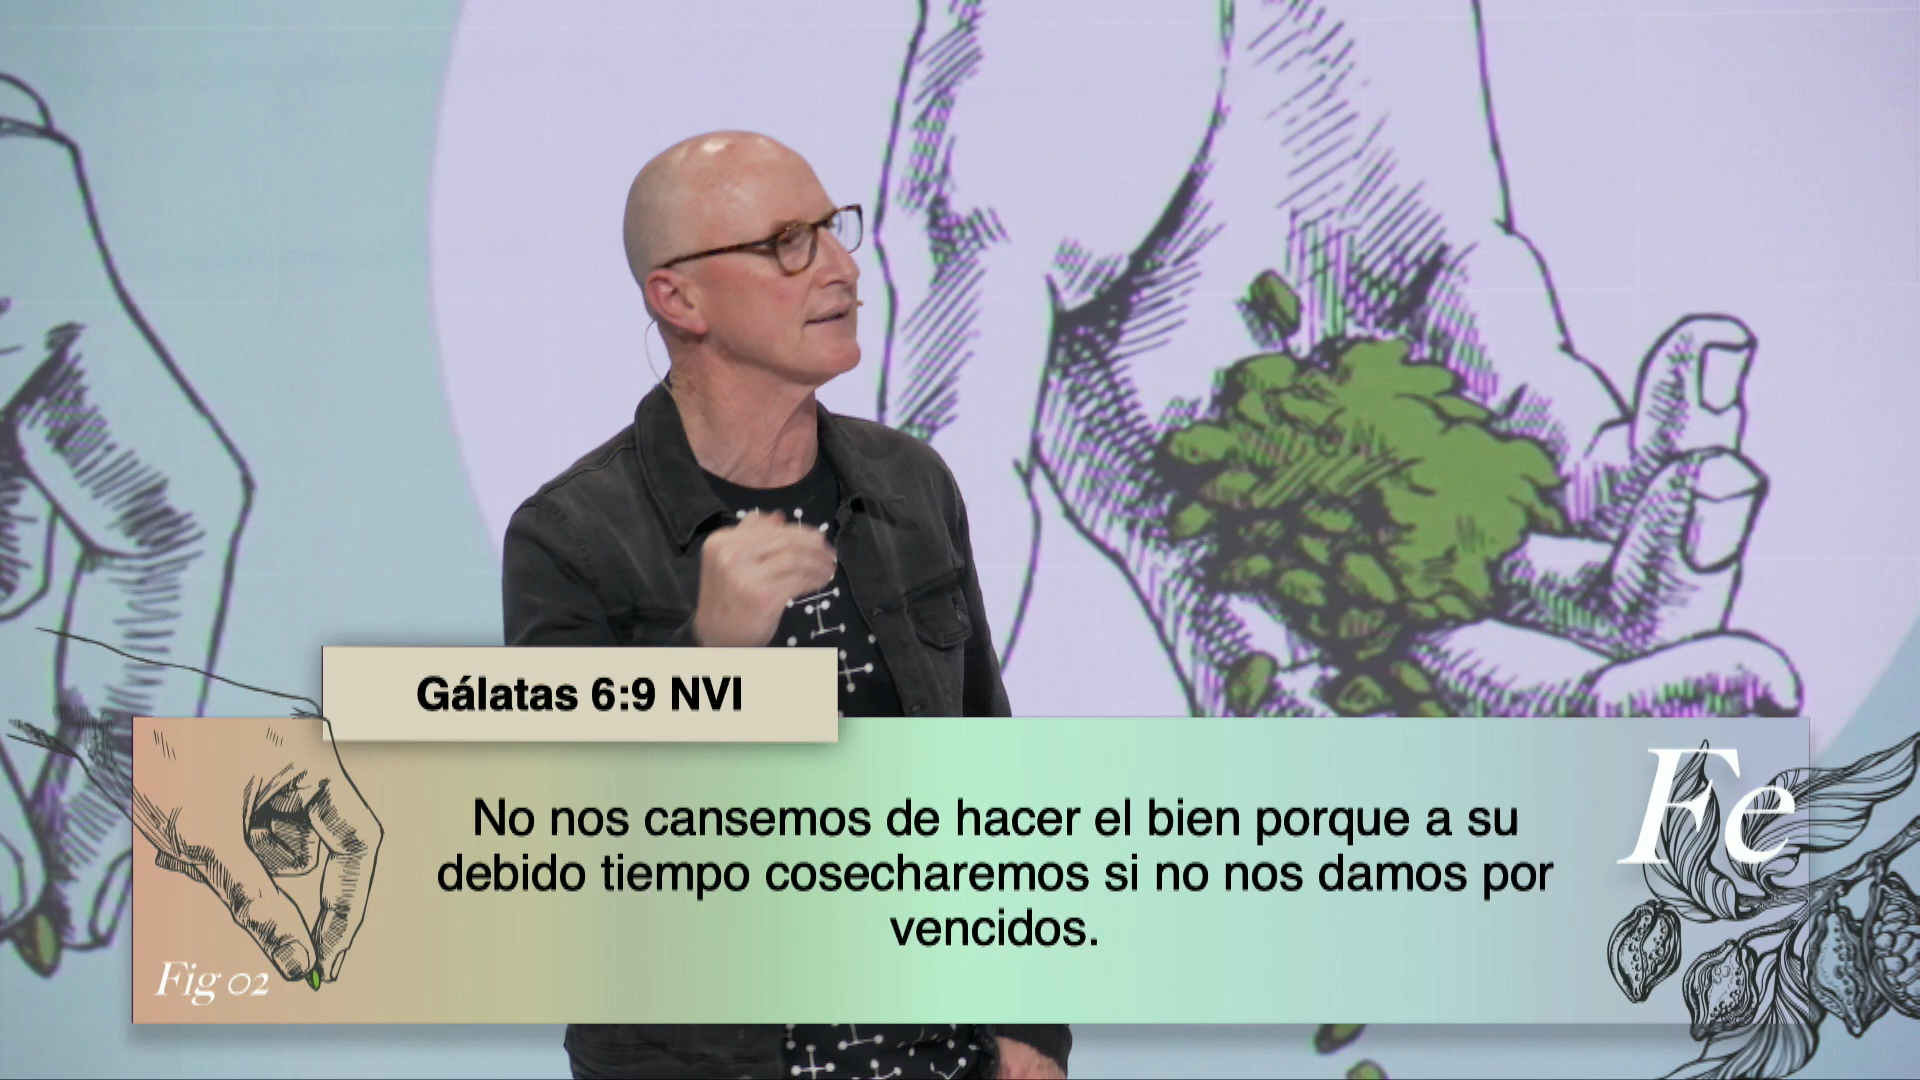 Gálatas 6:9 NVI
No nos cansemos de hacer el bien porque a su
debido tiempo cosecharemos si no nos damos por
vencidos.
Fe
Fig 02